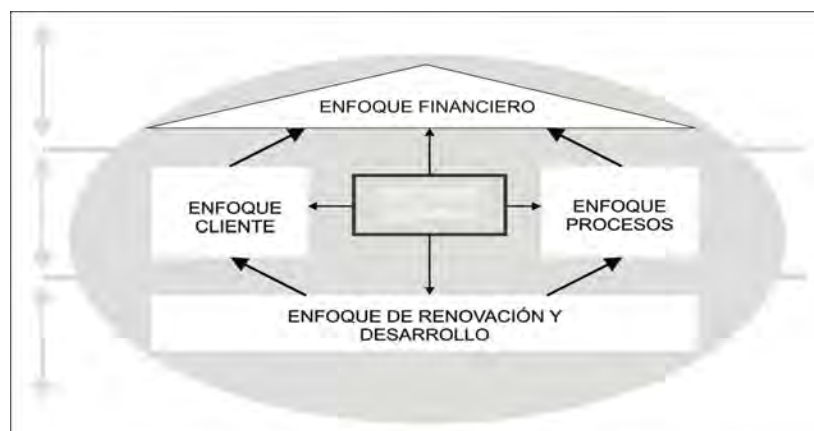 ENFOQUE FINANCIERO
ENFOQUE
CLIENTE
ENFOQUE
PROCESOS
ENFOQUE DE RENOVACIÓN Y
DESARROLLO